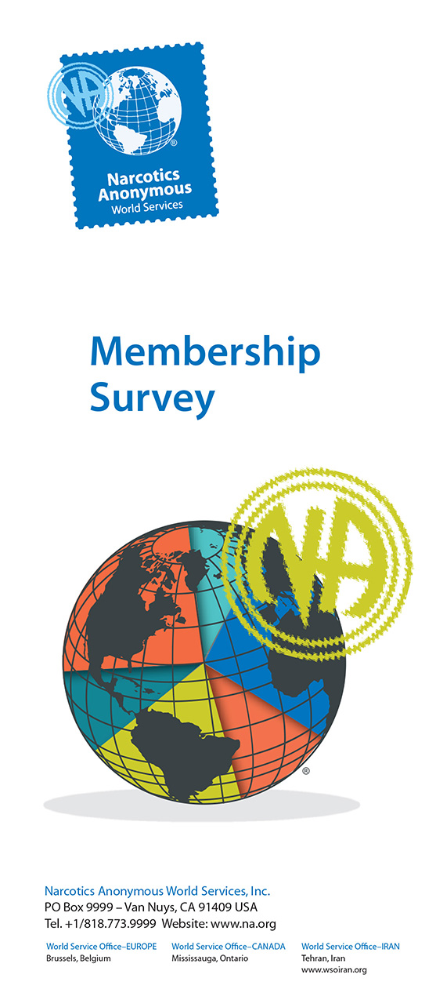 NA
®
Narcotics
Anonymous
World Services
Membership
Survey
NA
®
Narcotics Anonymous World Services, Inc.
PO Box 9999 – Van Nuys, CA 91409 USA
Tel. +1/818.773.9999 Website: www.na.org
World Service Office–EUROPE
Brussels, Belgium
World Service Office–CANADA
Mississauga, Ontario
World Service Office–IRAN
Tehran, Iran
www.wsoiran.org